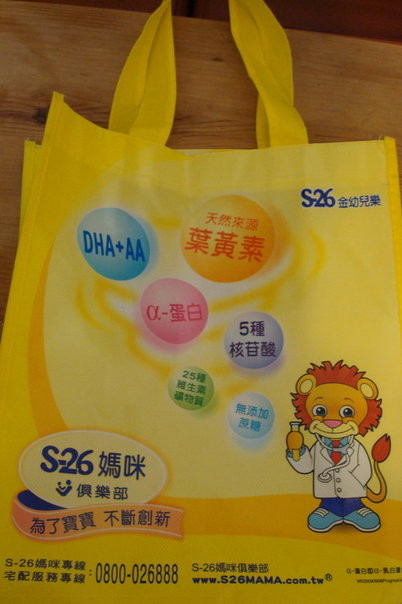 S-26 金幼兒樂
DHA+AA
天然來源
葉黃素
α-蛋白
5種
核苷酸
25種
維生素
礦物質
無添加
蔗糖
S-26 媽咪
俱樂部
為了寶寶 不斷創新
S-26媽咪專線
宅配服務專線:0800-026888
S-26媽咪俱樂部
www.S26MAMA.com.tw®